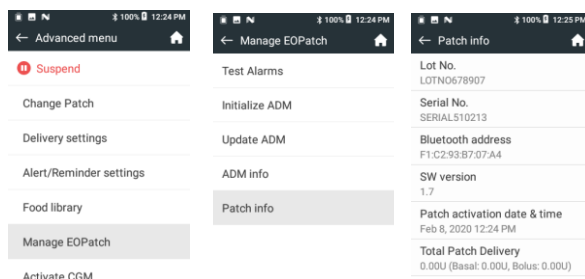 100% 12:24 PM
Advanced menu
Suspend
Change Patch
Delivery settings
Alert/Reminder settings
Food library
Manage EOPatch
Activate CGM
100% 12:24 PM
Manage EOPatch
Test Alarms
Initialize ADM
Update ADM
ADM info
Patch info
100% 12:25 PM
Patch info
Lot No.
LOTNO678907
Serial No.
SERIAL510213
Bluetooth address
F1:C2:93:B7:07:A4
SW version
1.7
Patch activation date & time
Feb 8, 2020 12:24 PM
Total Patch Delivery
0.00U (Basal: 0.00U, Bolus: 0.00U)